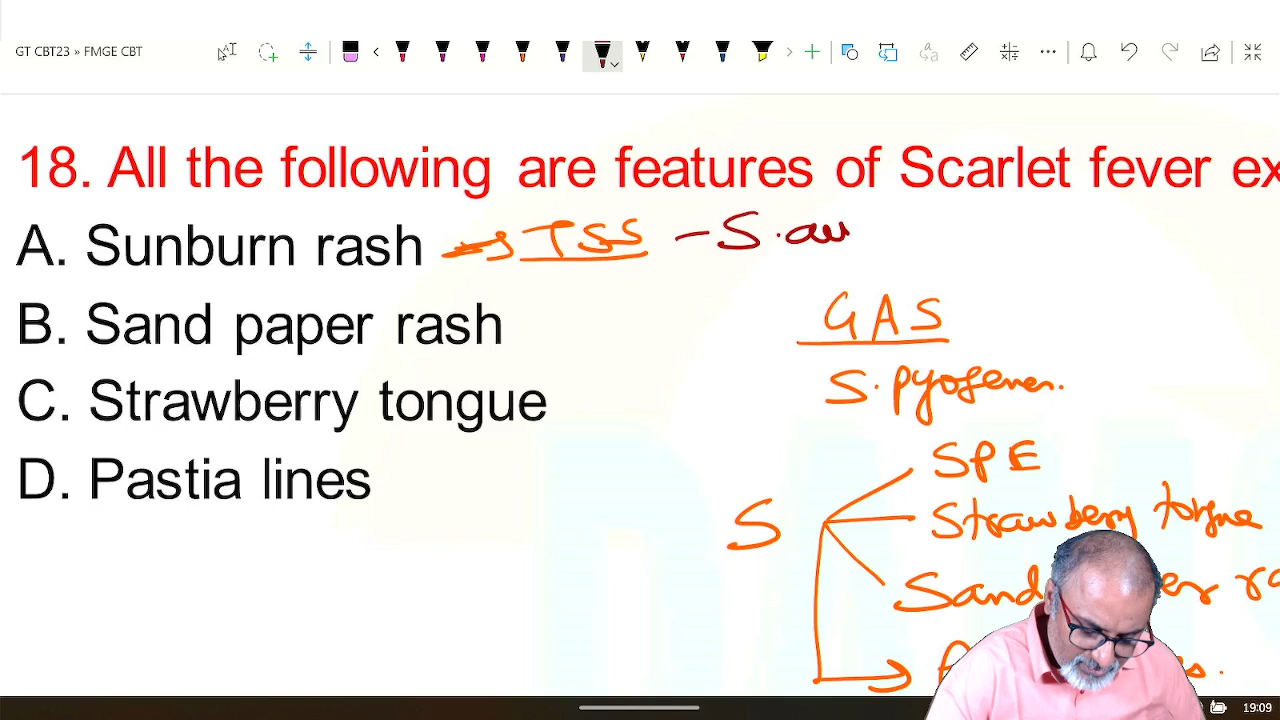 GT CBT23 » FMGE CBT
18. All the following are features of Scarlet fever ex
A. Sunburn rash → TSS – S.au
B. Sand paper rash
C. Strawberry tongue
D. Pastia lines
GAS
S. pyogenes.
S
SPE
Strawberry tongue
Sand
19:09